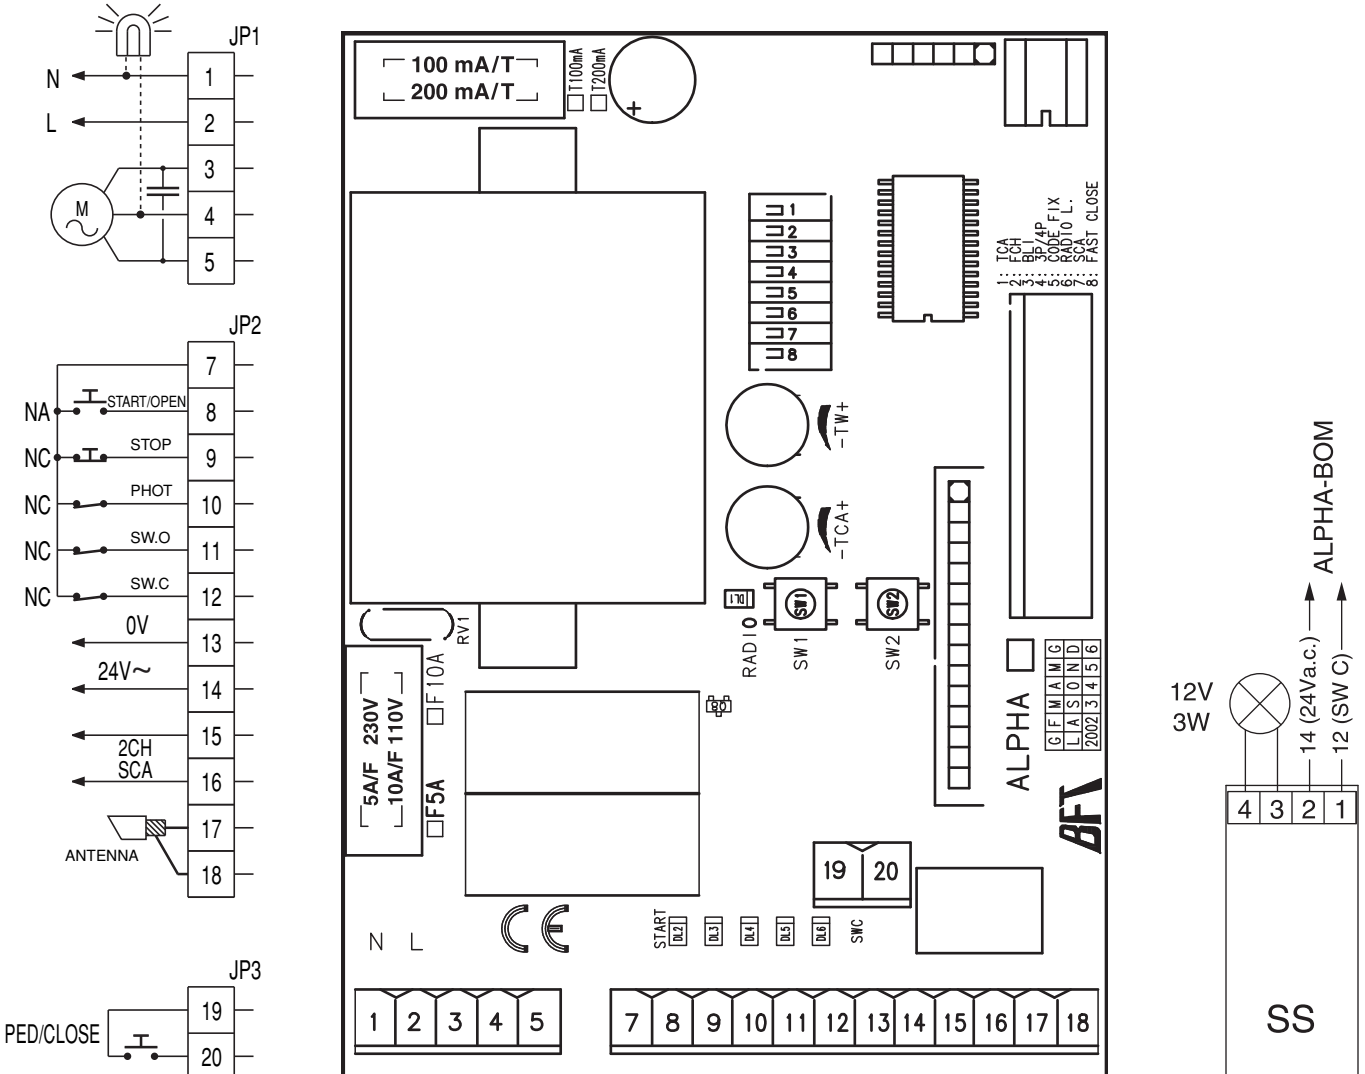 JP1
N
1
L
2
3
M
4
5
JP2
7
NA
START/OPEN
8
NC
STOP
9
NC
PHOT
10
NC
SW.O
11
NC
SW.C
12
0V
13
24V~
14
15
2CH
SCA
16
17
ANTENNA
18
JP3
19
PED/CLOSE
20
100 mA/T
200 mA/T
T100mA
T200mA
+
1
2
3
4
5
6
7
8
1: TCA
2: FCH
3: BLI
4: 3P/4P
5: CODE FIX
6: RADIO L.
7: SCA
8: FAST CLOSE
-TW+
-TCA+
DL1
RADIO
SW1
SW1
SW2
SW2
RV1
5A/F 230V
10A/F 110V
F10A
F5A
08
ALPHA
G F M A M G
L A S O N D
2002 3 4 5 6
BFT
19 20
CE
START
DL2
DL3
DL4
DL5
DL6
SWC
N L
1 2 3 4 5
7 8 9 10 11 12 13 14 15 16 17 18
ALPHA-BOM
14 (24Va.c.)
12 (SW C)
12V
3W
4 3 2 1
SS